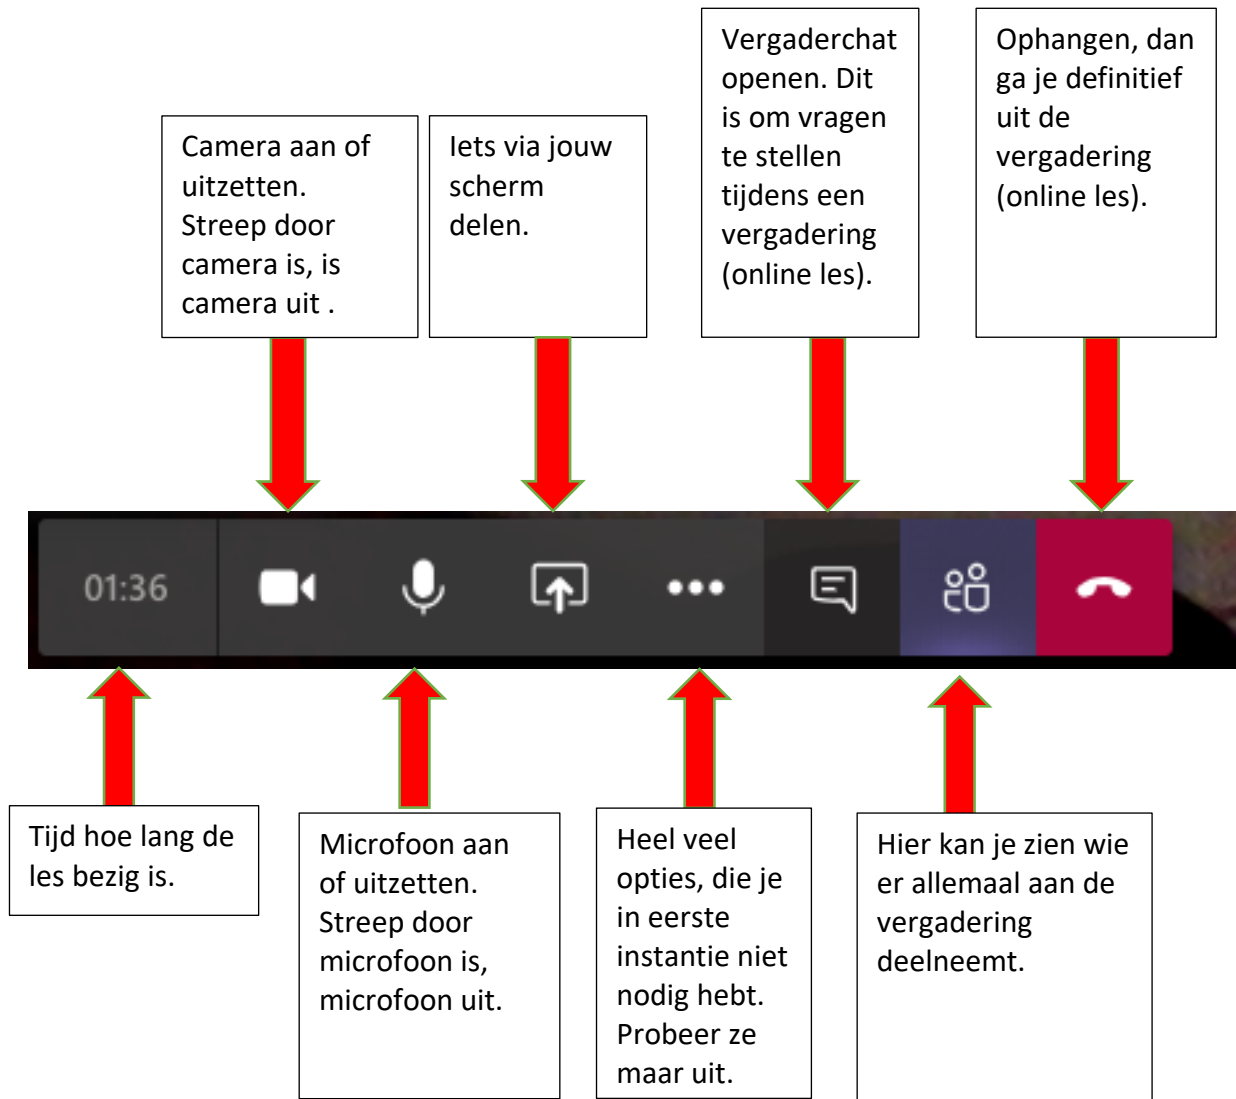 Vergaderchat
openen. Dit
is om vragen
te stellen
tijdens een
vergadering
(online les).
Ophangen, dan
ga je definitief
uit de
vergadering
(online les).
Camera aan of
uitzetten.
Streep door
camera is, is
camera uit .
Iets via jouw
scherm
delen.
01:36
Tijd hoe lang de
les bezig is.
Microfoon aan
of uitzetten.
Streep door
microfoon is,
microfoon uit.
Heel veel
opties, die je
in eerste
instantie niet
nodig hebt.
Probeer ze
maar uit.
Hier kan je zien wie
er allemaal aan de
vergadering
deelneemt.